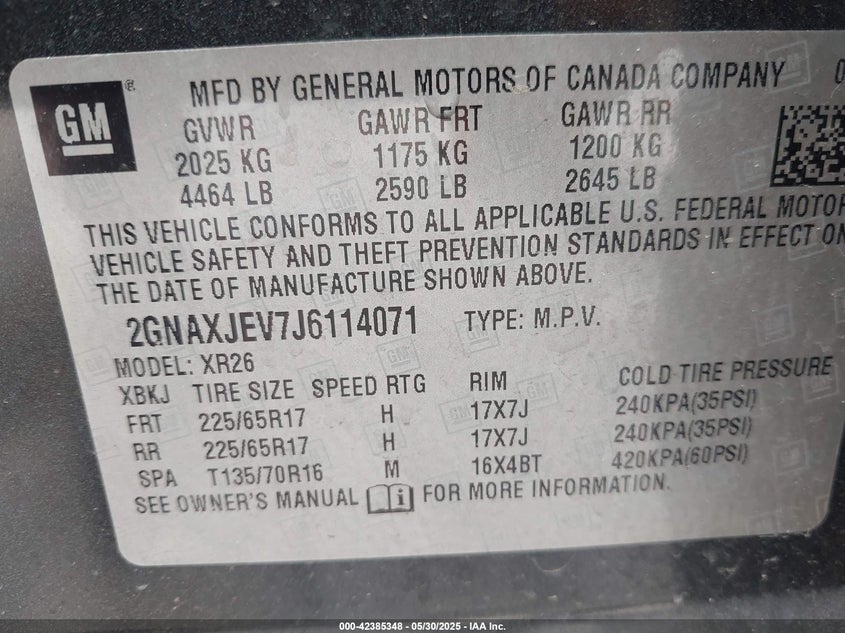 GM
®
MFD BY GENERAL MOTORS OF CANADA COMPANY 0
GVWR GAWR FRT GAWR RR
2025 KG 1175 KG 1200 KG
4464 LB 2590 LB 2645 LB
THIS VEHICLE CONFORMS TO ALL APPLICABLE U.S. FEDERAL MOTOR
VEHICLE SAFETY AND THEFT PREVENTION STANDARDS IN EFFECT ON
THE DATE OF MANUFACTURE SHOWN ABOVE.
2GNAXJEV7J6114071 TYPE: M.P.V.
MODEL: XR26
XBKJ TIRE SIZE SPEED RTG RIM COLD TIRE PRESSURE
FRT 225/65R17 H 17X7J 240KPA(35PSI)
RR 225/65R17 H 17X7J 240KPA(35PSI)
SPA T135/70R16 M 16X4BT 420KPA(60PSI)
SEE OWNER'S MANUAL i FOR MORE INFORMATION.
000-42385348 - 05/30/2025 - IAA Inc.